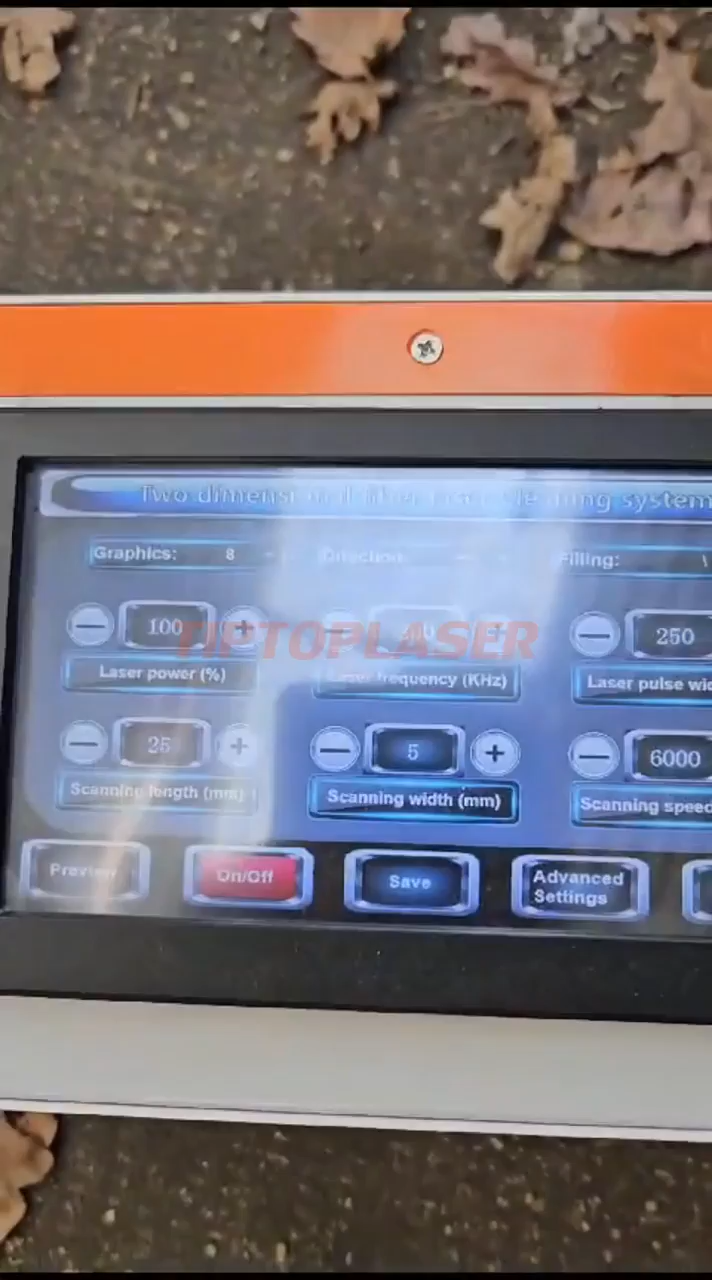 Two dimensional fiber laser cleaning system
Graphics: 8 Direction: Filling: \
100 250
TIPTOPLASER
Laser power (%) Laser frequency (KHz) Laser pulse wid
25 5 6000
Scanning length (mm) Scanning width (mm) Scanning speed
Preview On/Off Save Advanced
Settings